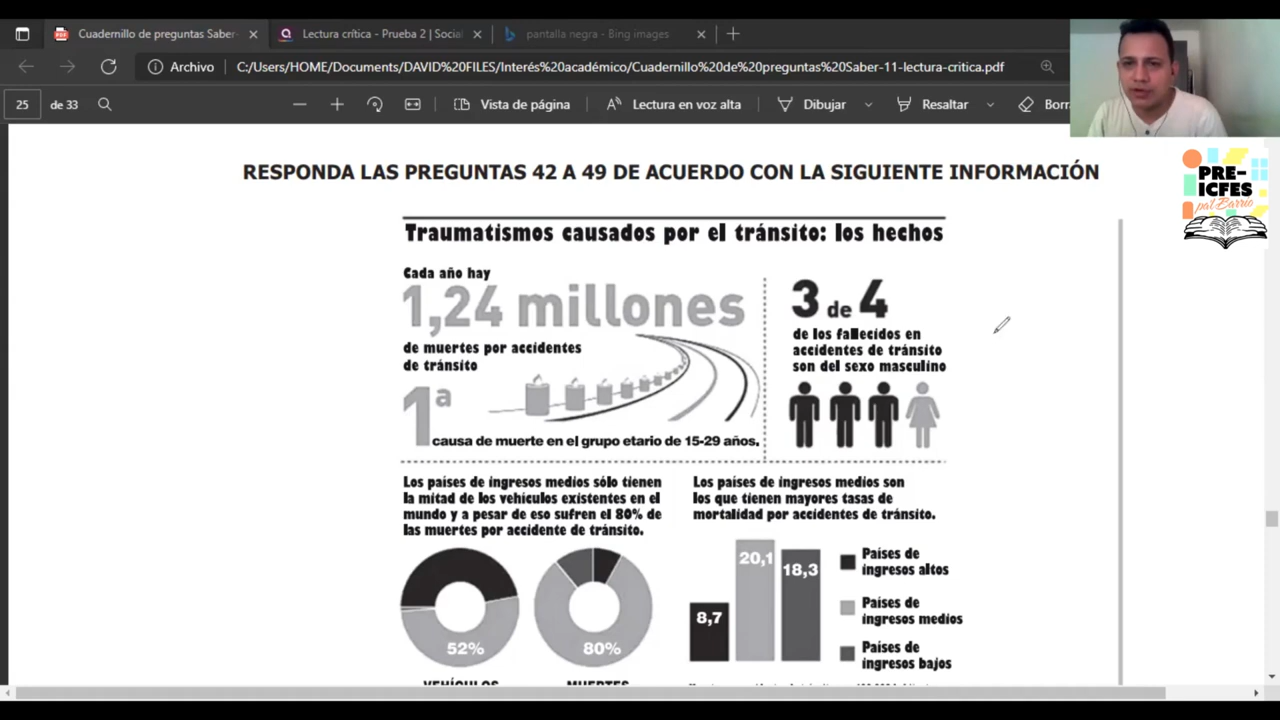 Cuadernillo de preguntas Saber-
Lectura crítica - Prueba 2 | Social
pantalla negra - Bing images
Archivo
C:/Users/HOME/Documents/DAVID%20FILES/Interés%20académico/Cuadernillo%20de%20preguntas%20Saber-11-lectura-critica.pdf
25 de 33
Vista de página
Lectura en voz alta
Dibujar
Resaltar
Borra
PRE-
ICFES
pal Barrio
RESPONDA LAS PREGUNTAS 42 A 49 DE ACUERDO CON LA SIGUIENTE INFORMACIÓN
Traumatismos causados por el tránsito: los hechos
Cada año hay
1,24 millones
de muertes por accidentes
de tránsito
1ª
causa de muerte en el grupo etario de 15-29 años.
3 de 4
de los fallecidos en
accidentes de tránsito
son del sexo masculino
Los países de ingresos medios sólo tienen
la mitad de los vehículos existentes en el
mundo y a pesar de eso sufren el 80% de
las muertes por accidente de tránsito.
52%
80%
VEHÍCULOS
MUERTES
Los países de ingresos medios son
los que tienen mayores tasas de
mortalidad por accidentes de tránsito.
8,7
20,1
18,3
Países de
ingresos altos
Países de
ingresos medios
Países de
ingresos bajos